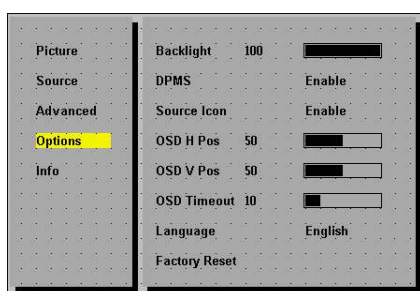 Picture
Source
Advanced
Options
Info
Backlight 100
DPMS Enable
Source Icon Enable
OSD H Pos 50
OSD V Pos 50
OSD Timeout 10
Language English
Factory Reset